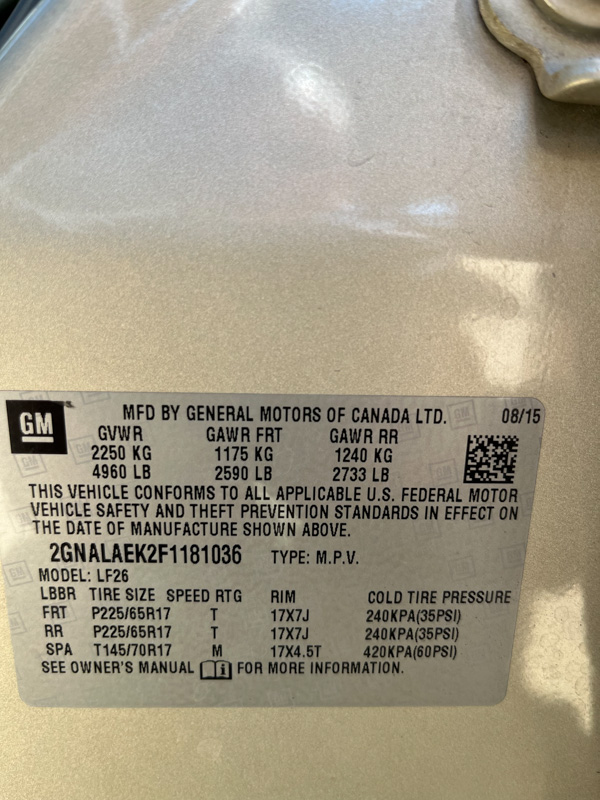 GM
MFD BY GENERAL MOTORS OF CANADA LTD. 08/15
GVWR GAWR FRT GAWR RR
2250 KG 1175 KG 1240 KG
4960 LB 2590 LB 2733 LB
THIS VEHICLE CONFORMS TO ALL APPLICABLE U.S. FEDERAL MOTOR
VEHICLE SAFETY AND THEFT PREVENTION STANDARDS IN EFFECT ON
THE DATE OF MANUFACTURE SHOWN ABOVE.
2GNALAEK2F1181036 TYPE: M.P.V.
MODEL: LF26
LBBR TIRE SIZE SPEED RTG RIM COLD TIRE PRESSURE
FRT P225/65R17 T 17X7J 240KPA(35PSI)
RR P225/65R17 T 17X7J 240KPA(35PSI)
SPA T145/70R17 M 17X4.5T 420KPA(60PSI)
SEE OWNER'S MANUAL FOR MORE INFORMATION.